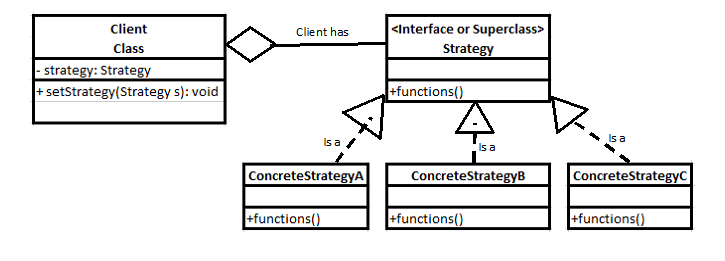 Client
Class
- strategy: Strategy
+ setStrategy(Strategy s): void
Client has
<Interface or Superclass>
Strategy
+functions()
Is a
Is a
Is a
ConcreteStrategyA
+functions()
ConcreteStrategyB
+functions()
ConcreteStrategyC
+functions()